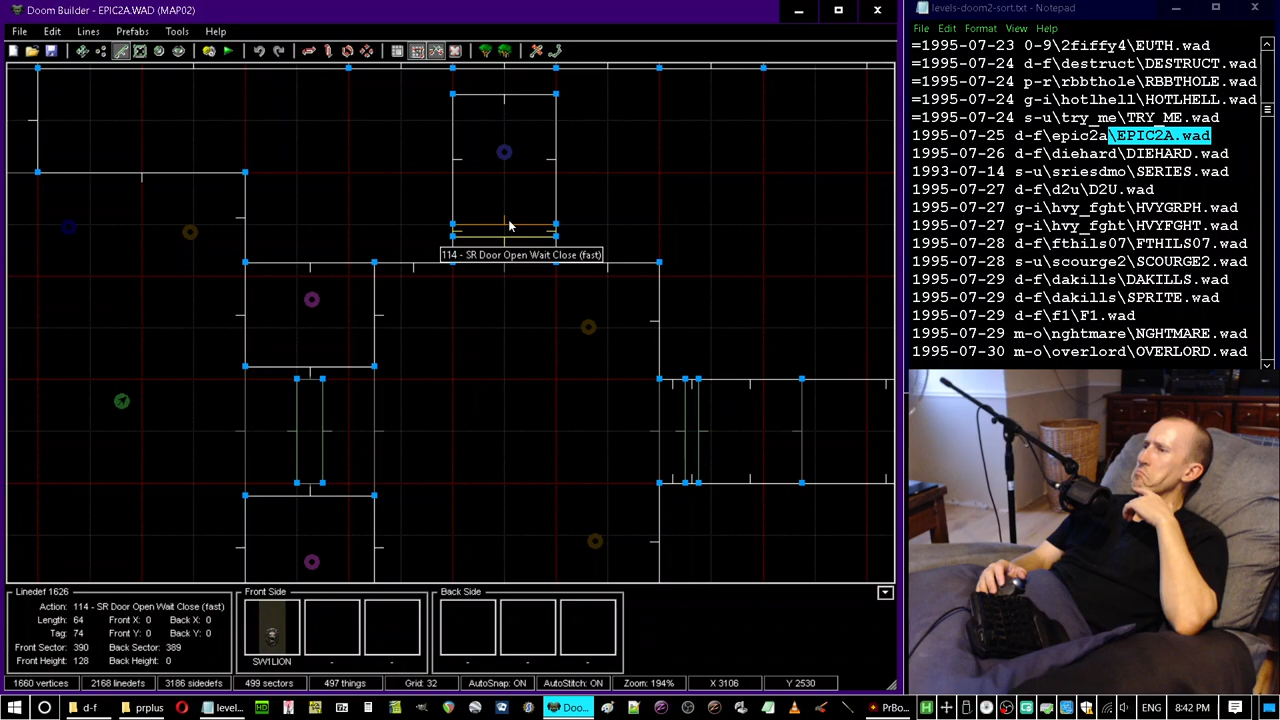 Doom Builder - EPIC2A.WAD (MAP02)
File Edit Lines Prefabs Tools Help
114 - SR Door Open Wait Close (fast)
Linedef 1626
Action: 114 - SR Door Open Wait Close (fast)
Length: 64 Front X: 0 Back X: 0
Tag: 74 Front Y: 0 Back Y: 0
Front Sector: 390 Back Sector: 389
Front Height: 128 Back Height: 0
Front Side
SW1LION - -
Back Side
- - -
1660 vertices 2168 linedefs 3186 sidedefs 499 sectors 497 things Grid: 32 AutoSnap: ON AutoStitch: ON Zoom: 194% X 3106 Y 2530
levels-doom2-sort.txt - Notepad
File Edit Format View Help
=1995-07-23 0-9\2fiffy4\EUTH.wad
=1995-07-24 d-f\destruct\DESTRUCT.wad
=1995-07-24 p-r\rbbthole\RBBTHOLE.wad
=1995-07-24 g-i\hotlhell\HOTLHELL.wad
=1995-07-24 s-u\try_me\TRY_ME.wad
1995-07-25 d-f\epic2a\EPIC2A.wad
1995-07-26 d-f\diehard\DIEHARD.wad
1993-07-14 s-u\sriesdmo\SERIES.wad
1995-07-27 d-f\d2u\D2U.wad
1995-07-27 g-i\hvy_fght\HVYGRPH.wad
1995-07-27 g-i\hvy_fght\HVYFGHT.wad
1995-07-28 d-f\fthils07\FTHILS07.wad
1995-07-28 s-u\scourge2\SCOURGE2.wad
1995-07-29 d-f\dakills\DAKILLS.wad
1995-07-29 d-f\dakills\SPRITE.wad
1995-07-29 d-f\f1\F1.wad
1995-07-29 m-o\nghtmare\NGHTMARE.wad
1995-07-30 m-o\overlord\OVERLORD.wad
d-f prplus level... Doo... PrBo... 8:42 PM